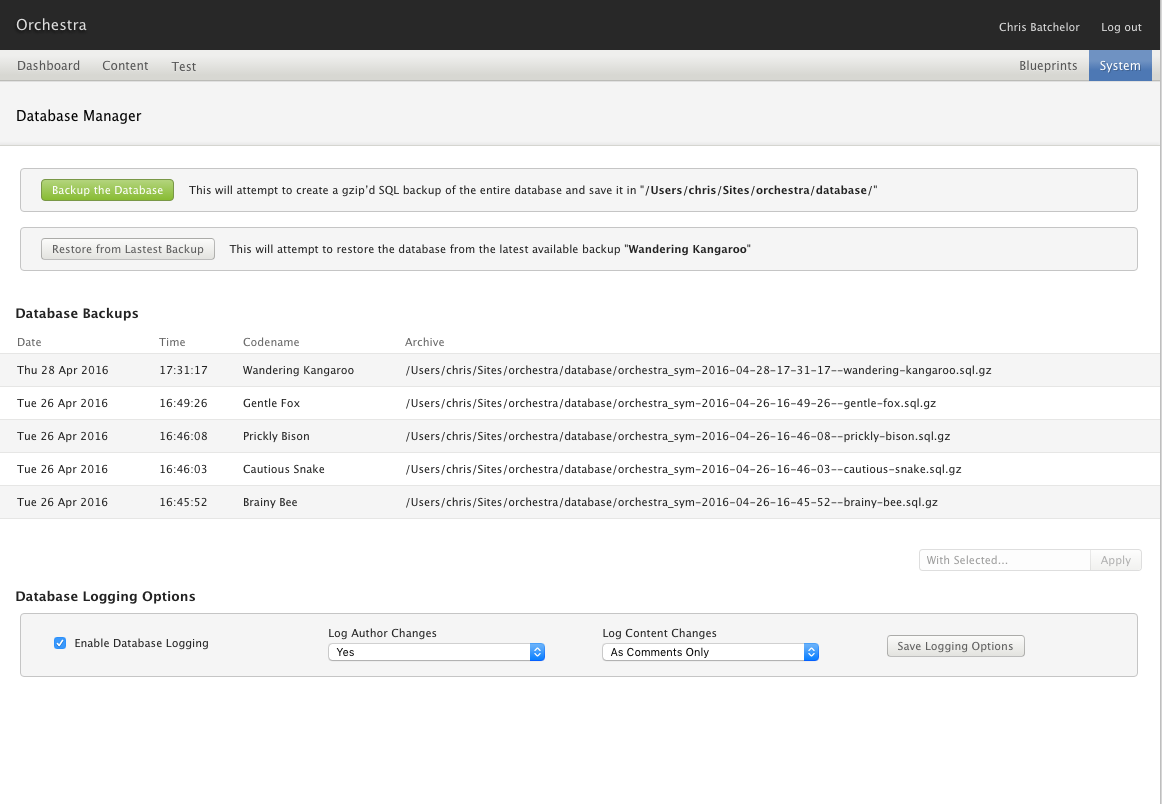 Orchestra
Chris Batchelor Log out
Dashboard Content Test Blueprints System
Database Manager
Backup the Database This will attempt to create a gzip'd SQL backup of the entire database and save it in "/Users/chris/Sites/orchestra/database/"
Restore from Lastest Backup This will attempt to restore the database from the latest available backup "Wandering Kangaroo"
Database Backups
Date Time Codename Archive
Thu 28 Apr 2016 17:31:17 Wandering Kangaroo /Users/chris/Sites/orchestra/database/orchestra_sym-2016-04-28-17-31-17--wandering-kangaroo.sql.gz
Tue 26 Apr 2016 16:49:26 Gentle Fox /Users/chris/Sites/orchestra/database/orchestra_sym-2016-04-26-16-49-26--gentle-fox.sql.gz
Tue 26 Apr 2016 16:46:08 Prickly Bison /Users/chris/Sites/orchestra/database/orchestra_sym-2016-04-26-16-46-08--prickly-bison.sql.gz
Tue 26 Apr 2016 16:46:03 Cautious Snake /Users/chris/Sites/orchestra/database/orchestra_sym-2016-04-26-16-46-03--cautious-snake.sql.gz
Tue 26 Apr 2016 16:45:52 Brainy Bee /Users/chris/Sites/orchestra/database/orchestra_sym-2016-04-26-16-45-52--brainy-bee.sql.gz
With Selected... Apply
Database Logging Options
Log Author Changes Log Content Changes
Enable Database Logging Yes As Comments Only Save Logging Options